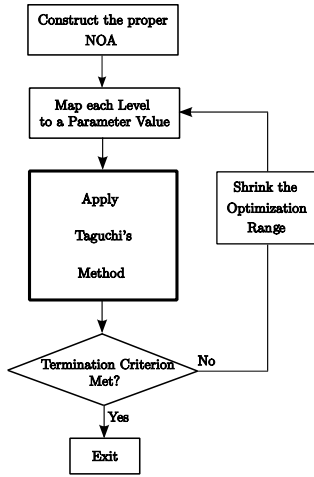 Construct the proper
NOA
Map each Level
to a Parameter Value
Apply
Taguchi's
Method
Shrink the
Optimization
Range
Termination Criterion
Met?
No
Yes
Exit